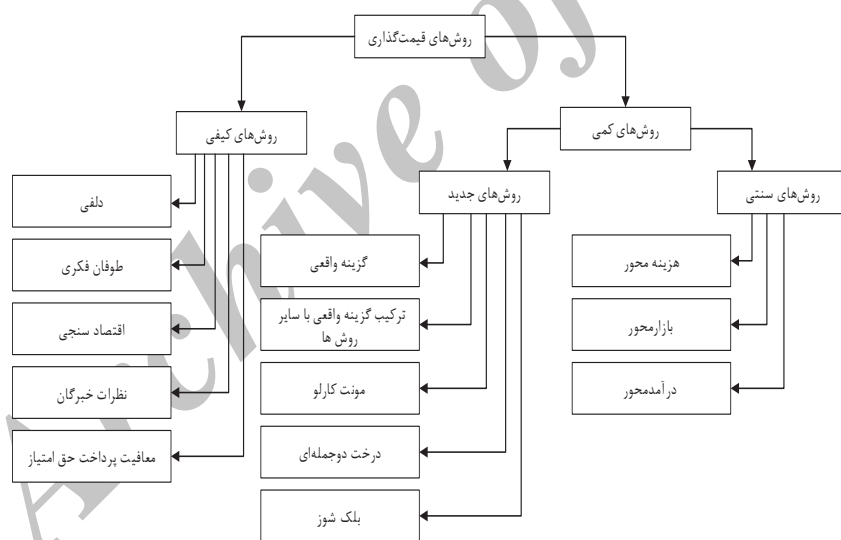 روش‌های قیمت‌گذاری
روش‌های کمی
روش‌های کیفی
روش‌های سنتی
روش‌های جدید
هزینه محور
بازارمحور
درآمدمحور
گزینه واقعی
ترکیب گزینه واقعی با سایر
روش ها
مونت کارلو
درخت دوجمله‌ای
بلک شوز
دلفی
طوفان فکری
اقتصاد سنجی
نظرات خبرگان
معافیت پرداخت حق امتیاز
Archive of